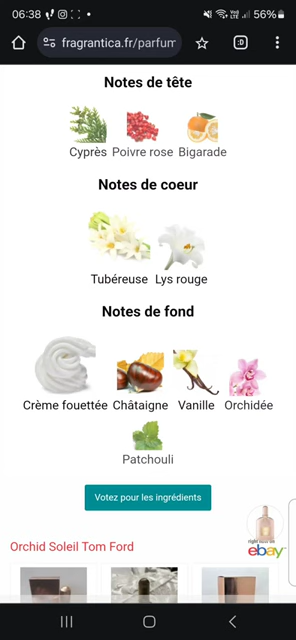 06:38
56%
fragrantica.fr/parfum
:D
Notes de tête
Cyprès Poivre rose Bigarade
Notes de coeur
Tubéreuse Lys rouge
Notes de fond
Crème fouettée Châtaigne Vanille Orchidée
Patchouli
Votez pour les ingrédients
ebay
Orchid Soleil Tom Ford